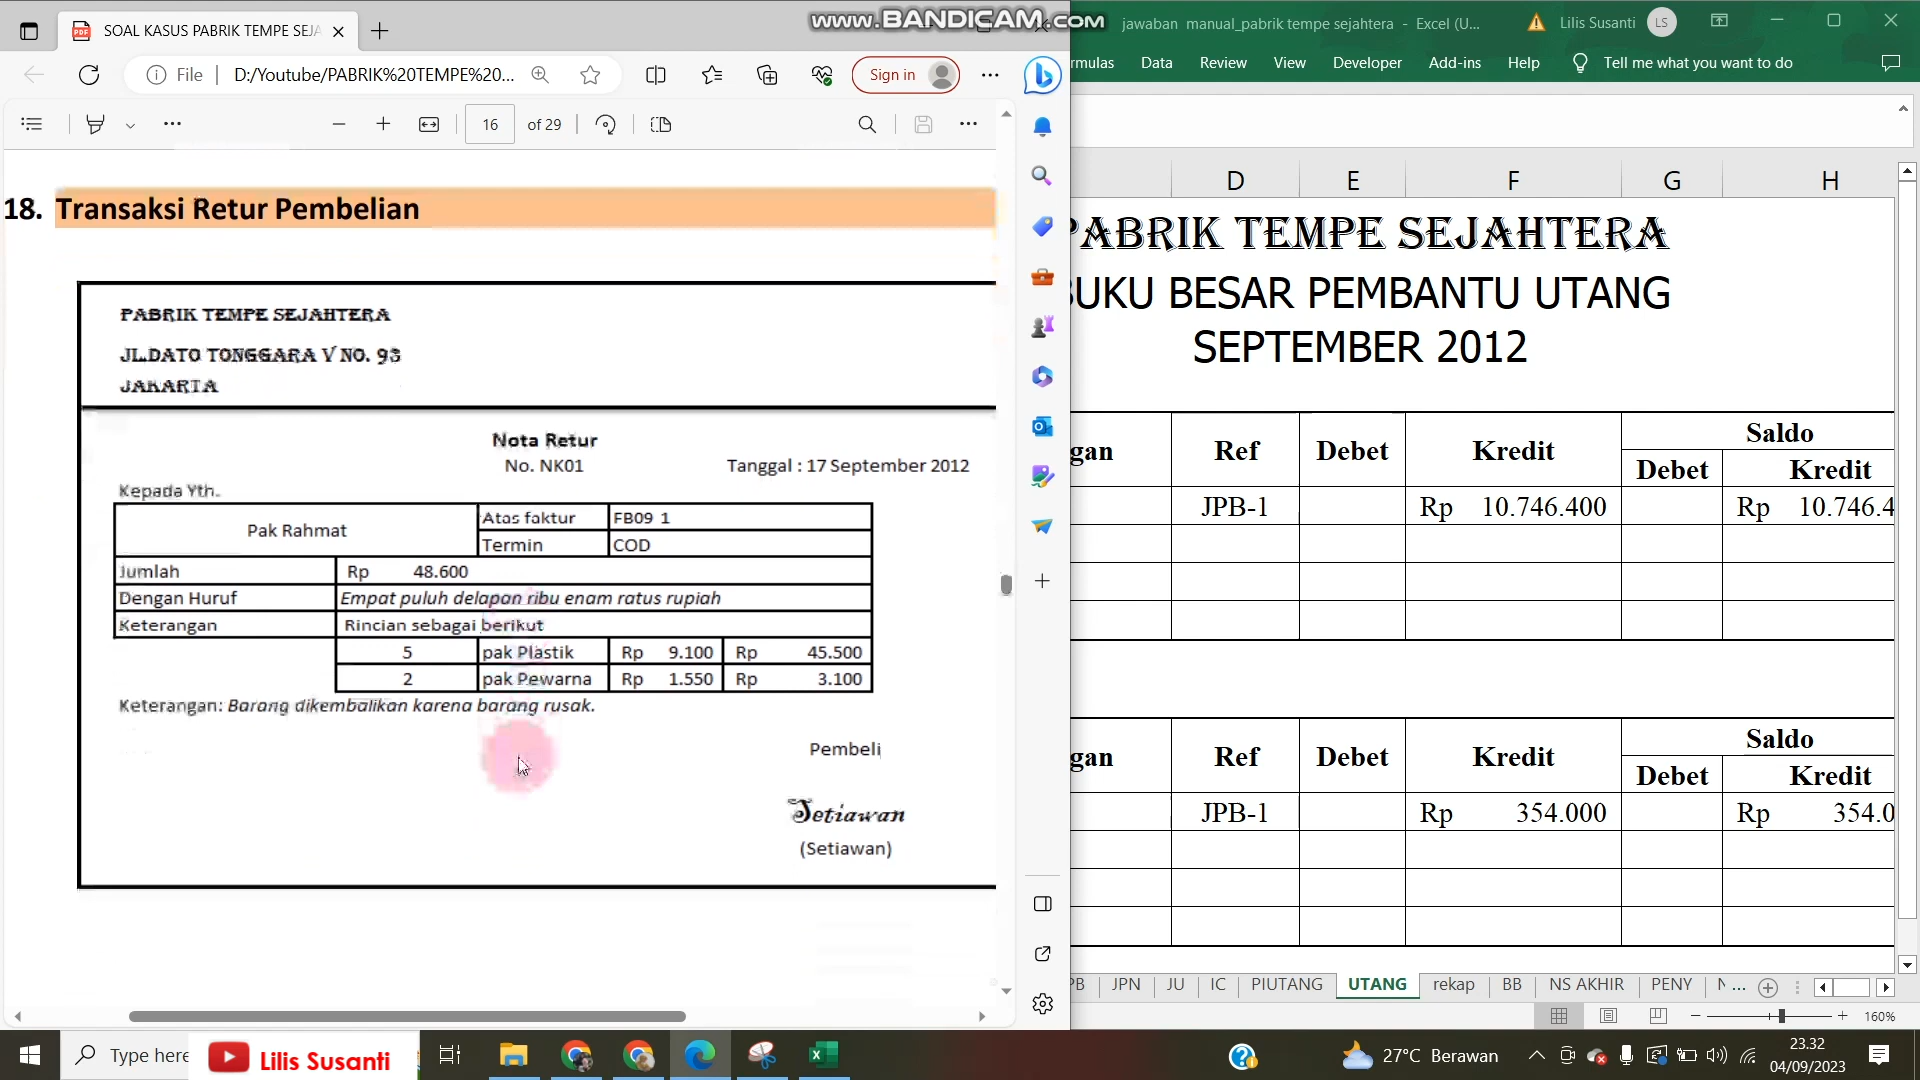 www.BANDICAM.com
SOAL KASUS PABRIK TEMPE SEJA
File
D:/Youtube/PABRIK%20TEMPE%20...
Sign in
16
of 29
18. Transaksi Retur Pembelian
PABRIK TEMPE SEJAHTERA
JL.DATO TONGGARA V NO. 93
JAKARTA
Nota Retur
No. NK01
Tanggal : 17 September 2012
Kepada Yth.
Pak Rahmat
Atas faktur FB09 1
Termin COD
Jumlah Rp 48.600
Dengan Huruf Empat puluh delapan ribu enam ratus rupiah
Keterangan Rincian sebagai berikut
5 pak Plastik Rp 9.100 Rp 45.500
2 pak Pewarna Rp 1.550 Rp 3.100
Keterangan: Barang dikembalikan karena barang rusak.
Pembeli
Setiawan
(Setiawan)
jawaban manual_pabrik tempe sejahtera - Excel (U...
Lilis Susanti
LS
rmulas Data Review View Developer Add-ins Help Tell me what you want to do
D E F G H
PABRIK TEMPE SEJAHTERA
BUKU BESAR PEMBANTU UTANG
SEPTEMBER 2012
gan Ref Debet Kredit Saldo
Debet Kredit
JPB-1 Rp 10.746.400 Rp 10.746.4
gan Ref Debet Kredit Saldo
Debet Kredit
JPB-1 Rp 354.000 Rp 354.0
PB JPN JU IC PIUTANG UTANG rekap BB NS AKHIR PENY N ...
160%
Type here
Lilis Susanti
27°C Berawan
23.32
04/09/2023